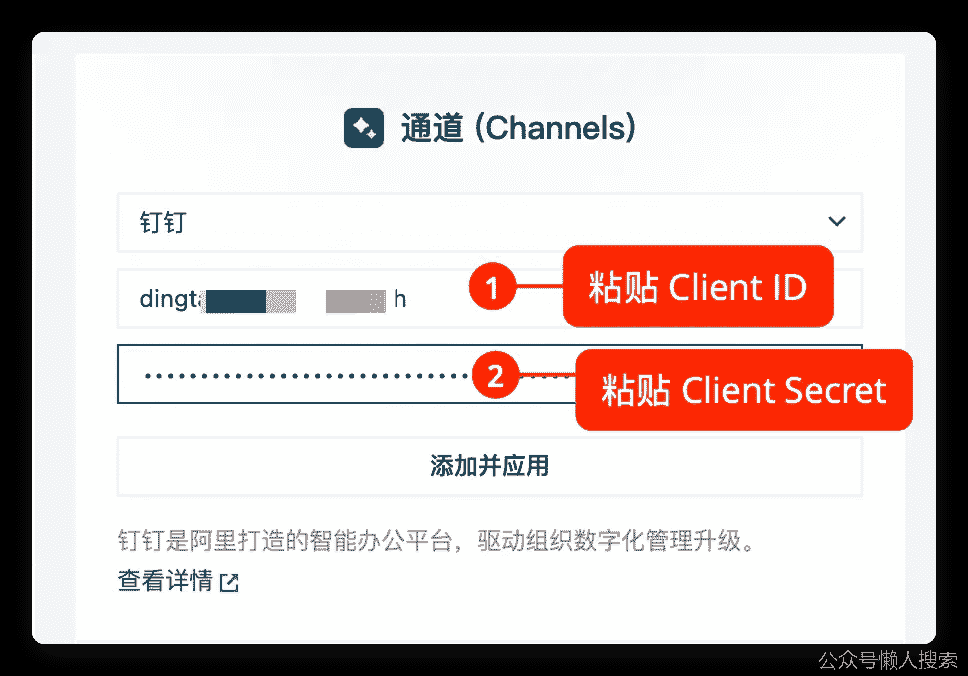 通道 (Channels)
钉钉
dingt h
1 粘贴 Client ID
2 粘贴 Client Secret
添加并应用
钉钉是阿里打造的智能办公平台，驱动组织数字化管理升级。
查看详情
公众号懒人搜索